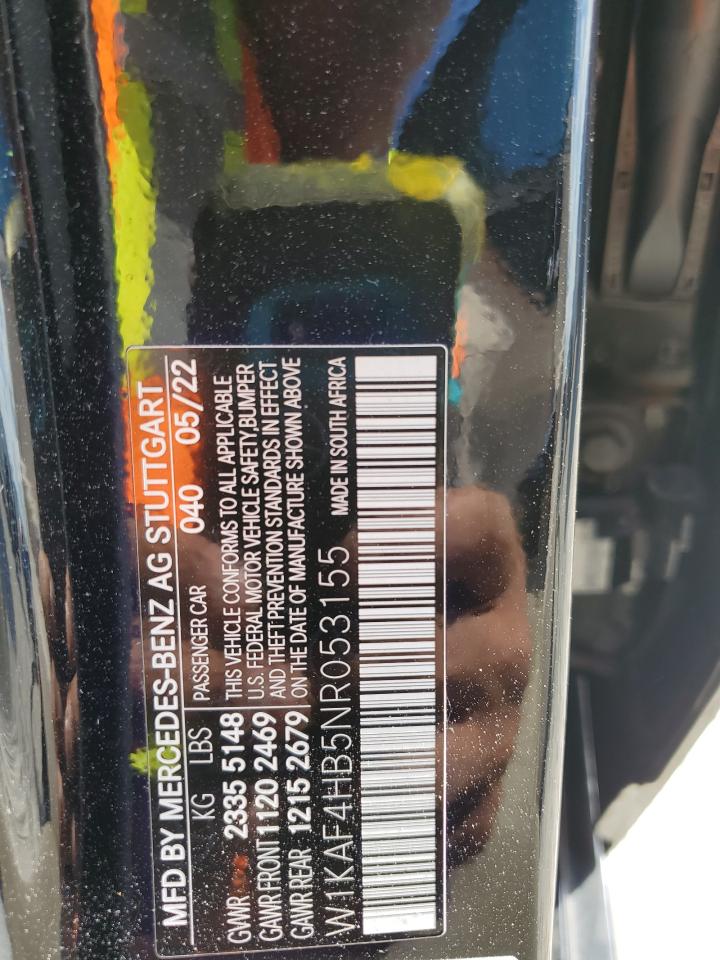 MFD BY MERCEDES-BENZ AG STUTTGART
KG LBS PASSENGER CAR 040 05/22
GVWR 2335 5148 THIS VEHICLE CONFORMS TO ALL APPLICABLE
U.S. FEDERAL MOTOR VEHICLE SAFETY,BUMPER
GAWR FRONT 1120 2469 AND THEFT PREVENTION STANDARDS IN EFFECT
GAWR REAR 1215 2679 ON THE DATE OF MANUFACTURE SHOWN ABOVE
W1KAF4HB5NR053155 MADE IN SOUTH AFRICA